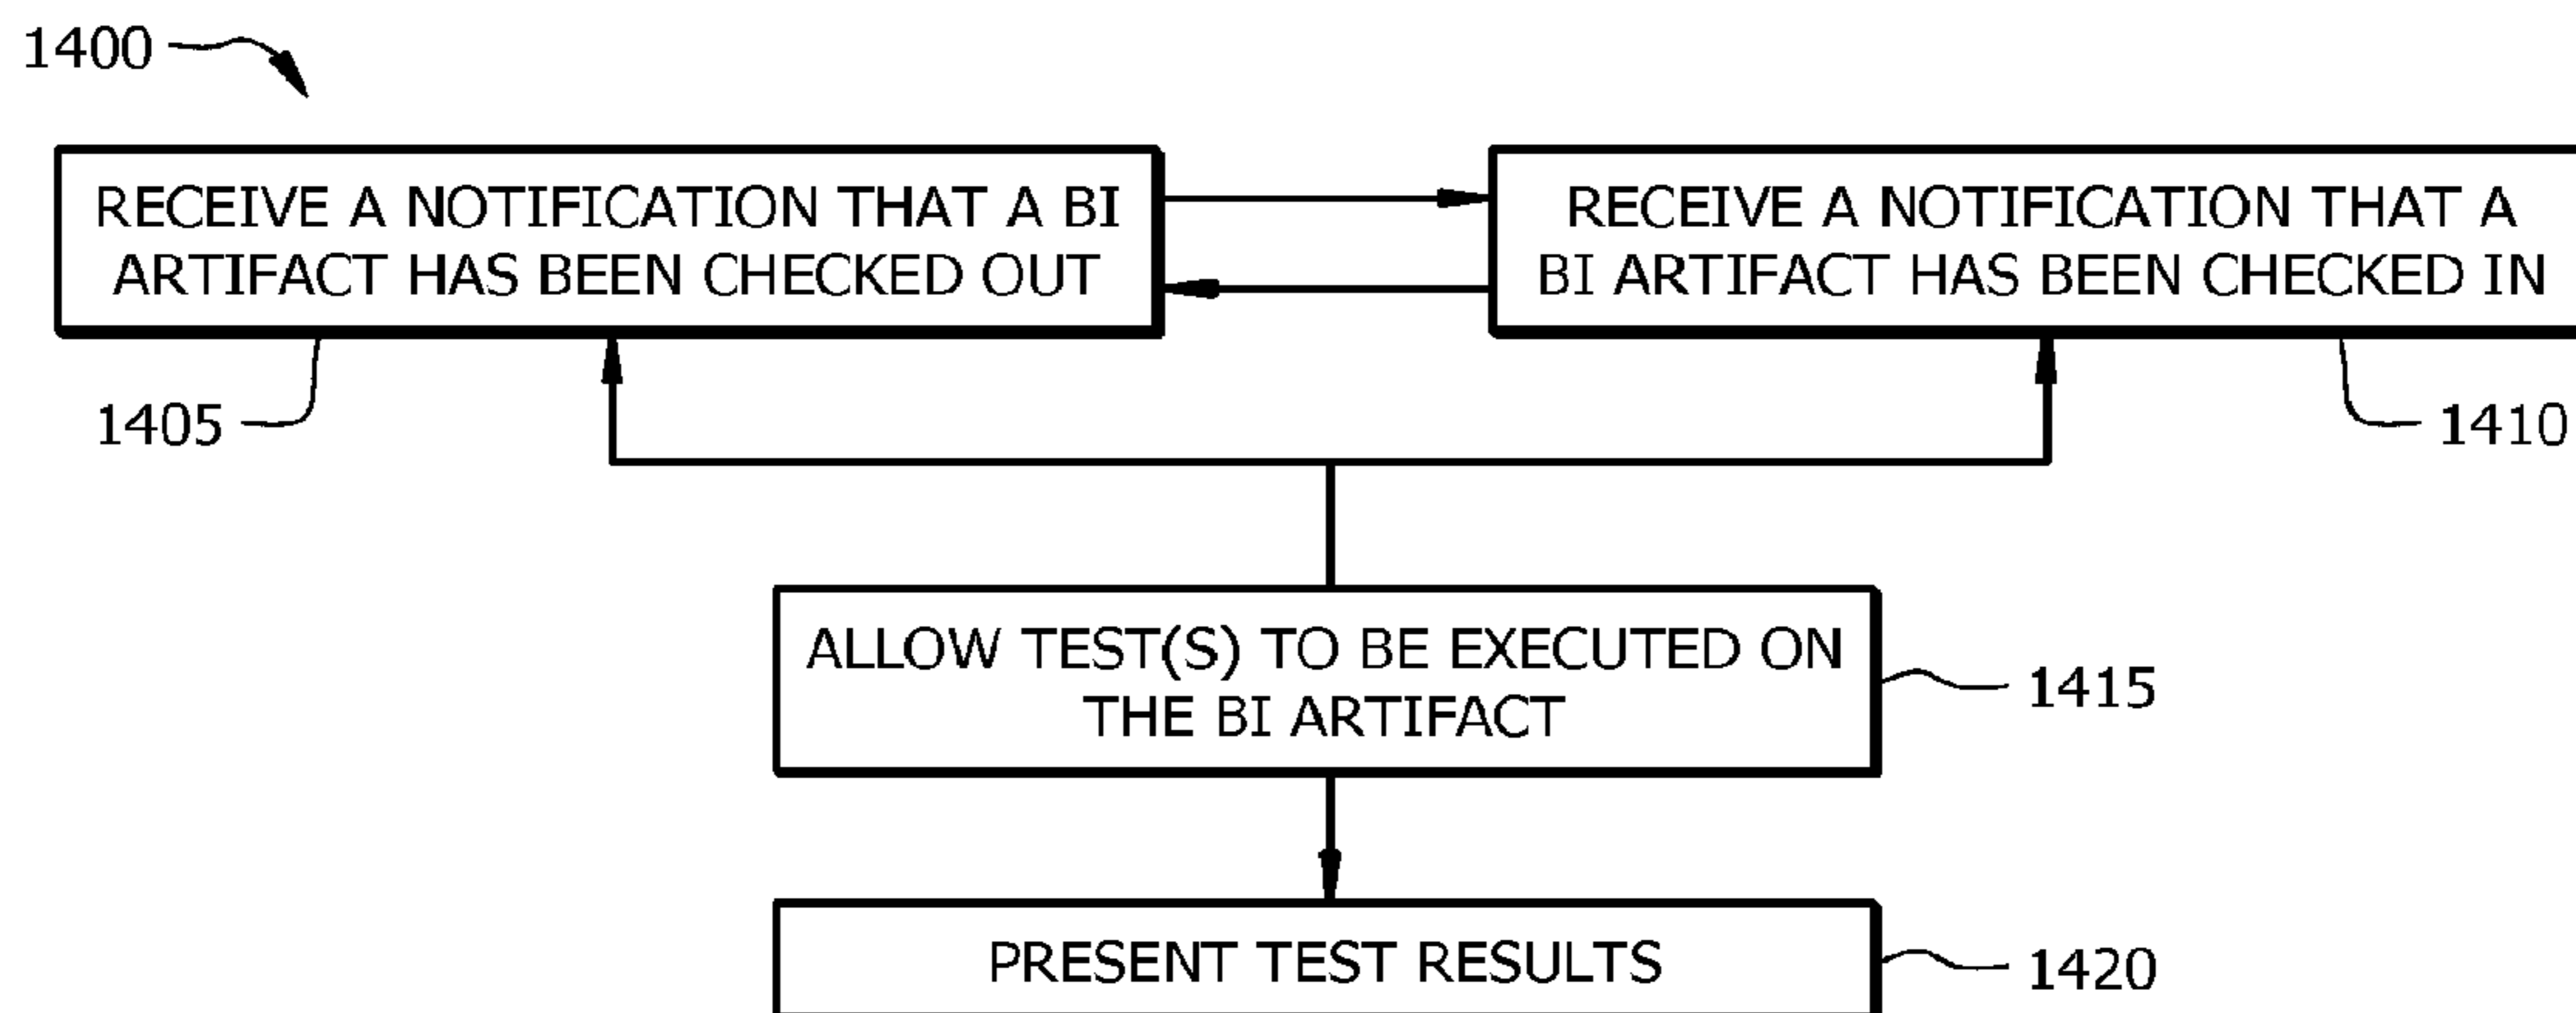 1400
RECEIVE A NOTIFICATION THAT A BI
ARTIFACT HAS BEEN CHECKED OUT
RECEIVE A NOTIFICATION THAT A
BI ARTIFACT HAS BEEN CHECKED IN
1405
1410
ALLOW TEST(S) TO BE EXECUTED ON
THE BI ARTIFACT
1415
PRESENT TEST RESULTS
1420